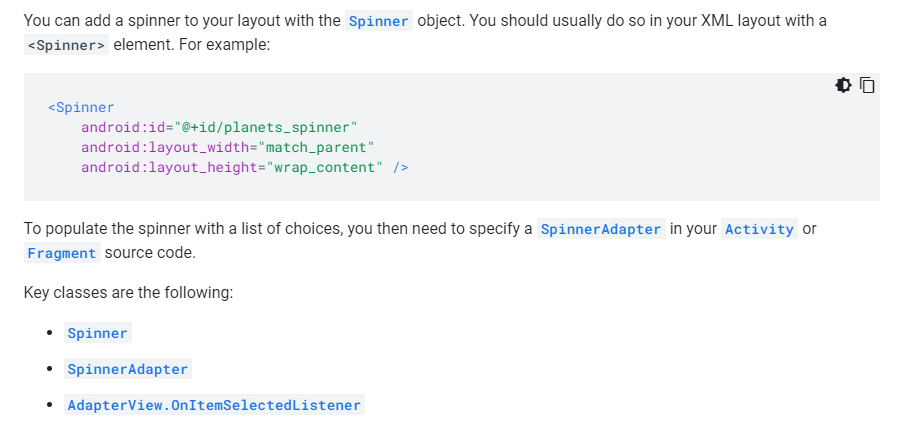 You can add a spinner to your layout with the Spinner object. You should usually do so in your XML layout with a
<Spinner> element. For example:
<Spinner
    android:id="@+id/planets_spinner"
    android:layout_width="match_parent"
    android:layout_height="wrap_content" />
To populate the spinner with a list of choices, you then need to specify a SpinnerAdapter in your Activity or
Fragment source code.
Key classes are the following:
• Spinner
• SpinnerAdapter
• AdapterView.OnItemSelectedListener